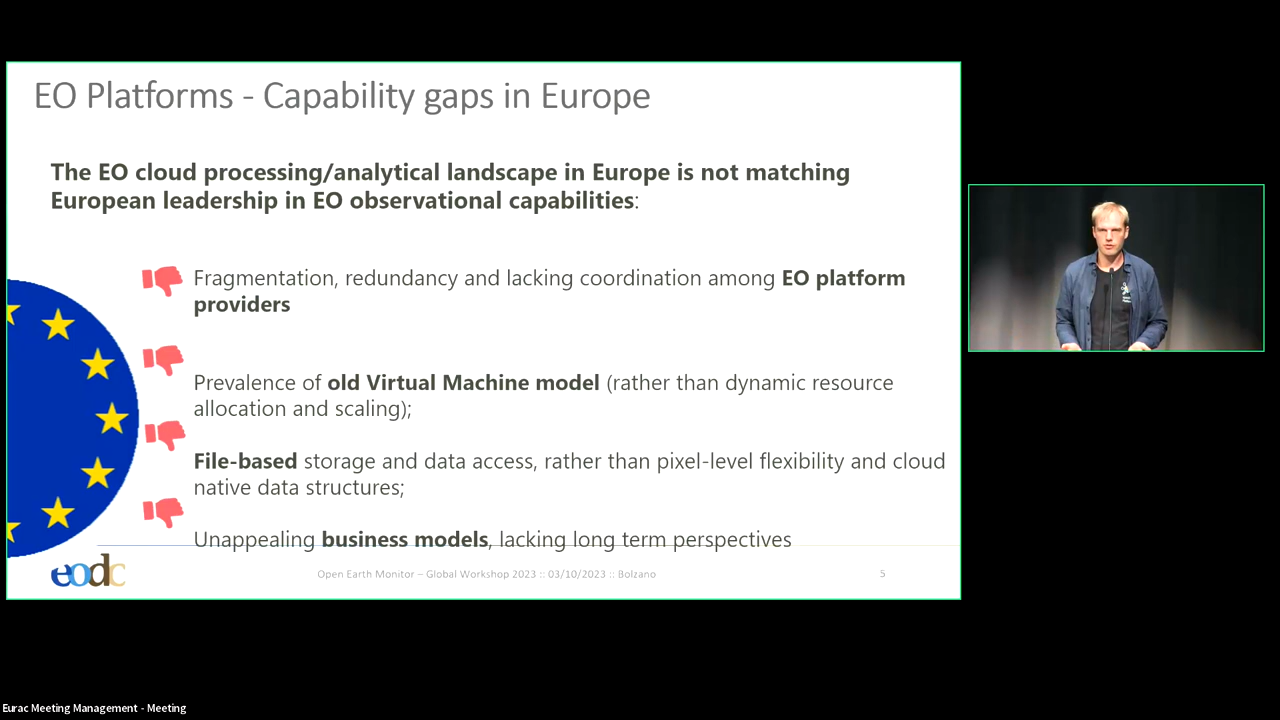 EO Platforms - Capability gaps in Europe
The EO cloud processing/analytical landscape in Europe is not matching
European leadership in EO observational capabilities:
Fragmentation, redundancy and lacking coordination among EO platform
providers
Prevalence of old Virtual Machine model (rather than dynamic resource
allocation and scaling);
File-based storage and data access, rather than pixel-level flexibility and cloud
native data structures;
Unappealing business models, lacking long term perspectives
eodc
Open Earth Monitor – Global Workshop 2023 :: 03/10/2023 :: Bolzano
5
Eurac Meeting Management - Meeting